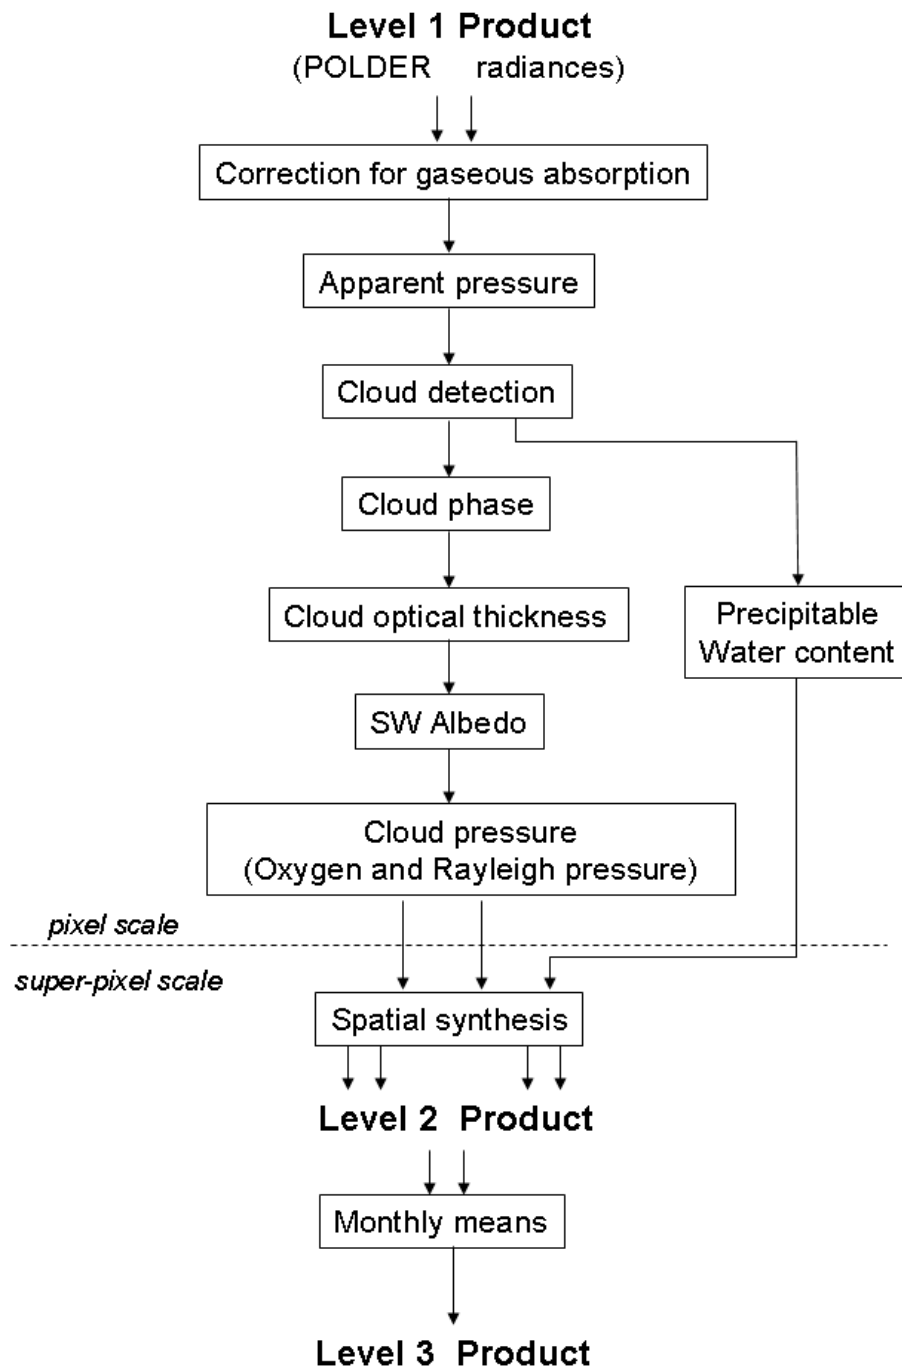 Level 1 Product
(POLDER radiances)
Correction for gaseous absorption
Apparent pressure
Cloud detection
Cloud phase
Cloud optical thickness
Precipitable
Water content
SW Albedo
Cloud pressure
(Oxygen and Rayleigh pressure)
pixel scale
super-pixel scale
Spatial synthesis
Level 2 Product
Monthly means
Level 3 Product